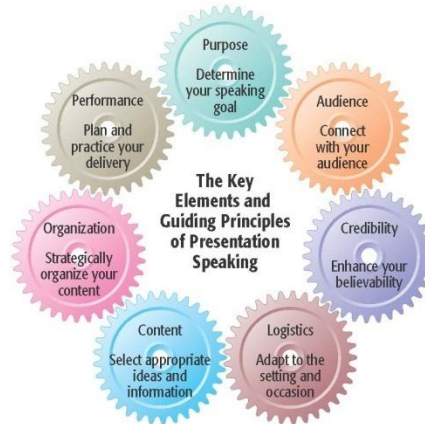 Purpose
Determine
your speaking
goal
Audience
Connect
with your
audience
Credibility
Enhance your
believability
Logistics
Adapt to the
setting and
occasion
Content
Select appropriate
ideas and
information
Organization
Strategically
organize your
content
Performance
Plan and
practice your
delivery
The Key
Elements and
Guiding Principles
of Presentation
Speaking